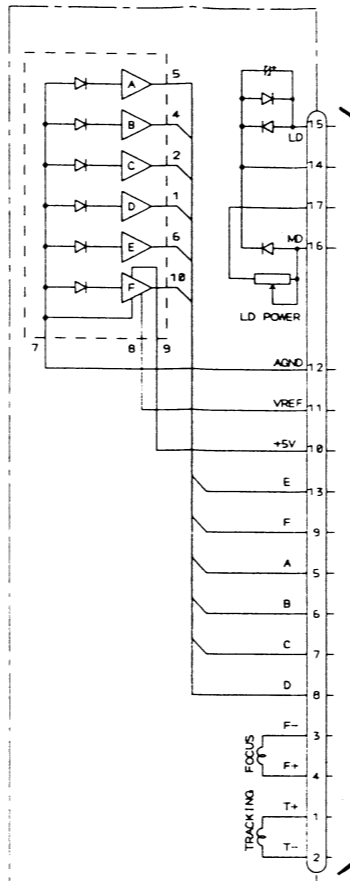 A 5
B 4
C 2
D 1
E 6
F 10
7 8 9
LD 15
14
17
MD 16
LD POWER
AGND 12
VREF 11
+5V 10
E 13
F 9
A 5
B 6
C 7
D 8
FOCUS
F- 3
F+ 4
TRACKING
T+ 1
T- 2